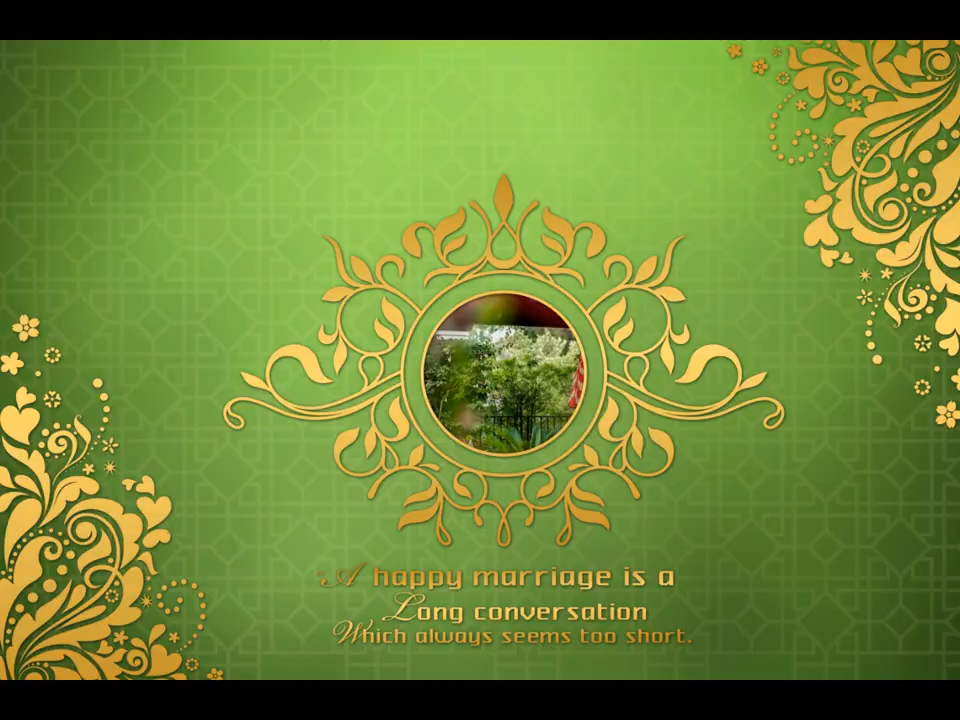 A happy marriage is a
Long conversation
Which always seems too short.